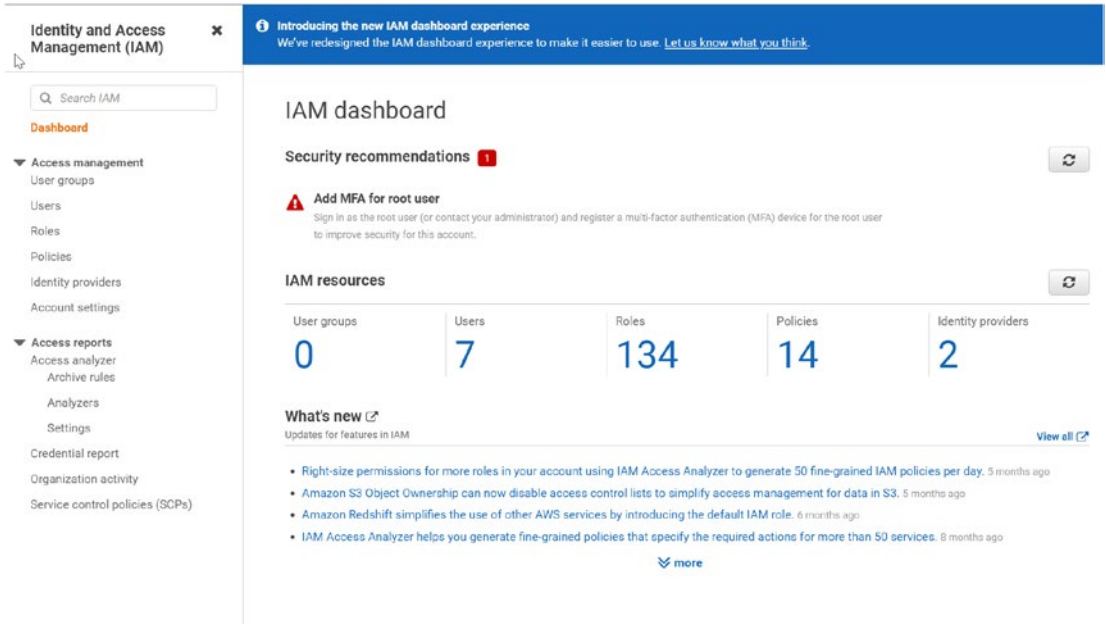 Identity and Access
Management (IAM)
Search IAM
Dashboard
Access management
User groups
Users
Roles
Policies
Identity providers
Account settings
Access reports
Access analyzer
Archive rules
Analyzers
Settings
Credential report
Organization activity
Service control policies (SCPs)
Introducing the new IAM dashboard experience
We've redesigned the IAM dashboard experience to make it easier to use. Let us know what you think.
IAM dashboard
Security recommendations 1
Add MFA for root user
Sign in as the root user (or contact your administrator) and register a multi-factor authentication (MFA) device for the root user
to improve security for this account.
IAM resources
User groups Users Roles Policies Identity providers
0 7 134 14 2
What's new
Updates for features in IAM
View all
Right-size permissions for more roles in your account using IAM Access Analyzer to generate 50 fine-grained IAM policies per day. 5 months ago
Amazon S3 Object Ownership can now disable access control lists to simplify access management for data in S3. 5 months ago
Amazon Redshift simplifies the use of other AWS services by introducing the default IAM role. 6 months ago
IAM Access Analyzer helps you generate fine-grained policies that specify the required actions for more than 50 services. 8 months ago
more